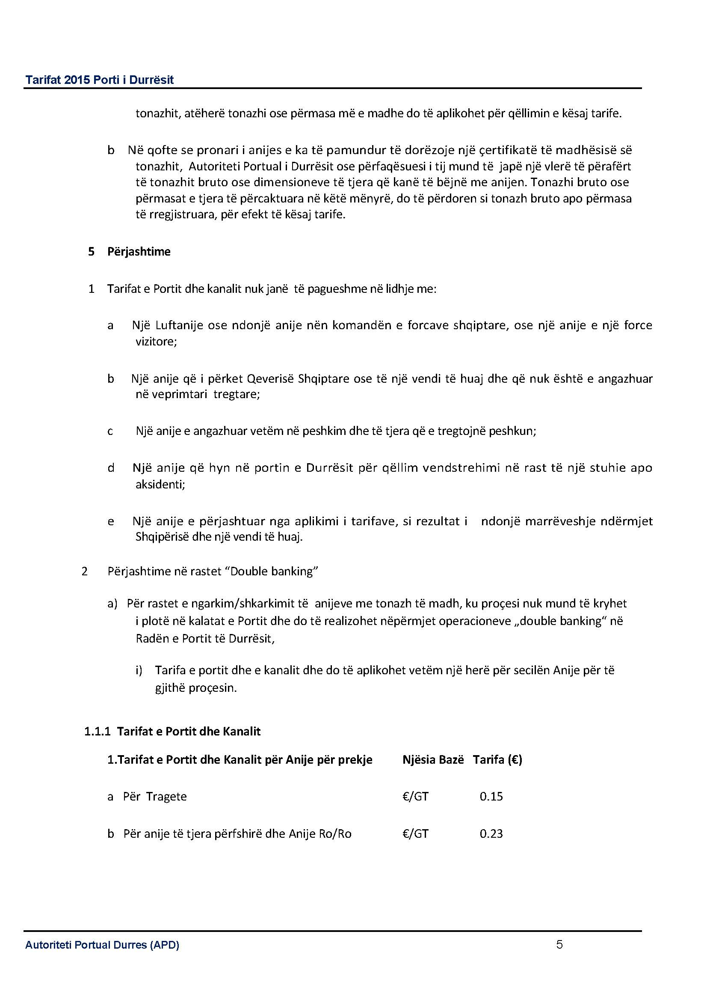 Tarifat 2015 Porti i Durrësit
tonazhit, atëherë tonazhi ose përmasa më e madhe do të aplikohet për qëllimin e kësaj tarife.
b Në qofte se pronari i anijes e ka të pamundur të dorëzoje një çertifikatë të madhësisë së
tonazhit, Autoriteti Portual i Durrësit ose përfaqësuesi i tij mund të japë një vlerë të përafërt
të tonazhit bruto ose dimensioneve të tjera që kanë të bëjnë me anijen. Tonazhi bruto ose
përmasat e tjera të përcaktuara në këtë mënyrë, do të përdoren si tonazh bruto apo përmasa
të rregjistruara, për efekt të kësaj tarife.
5 Përjashtime
1 Tarifat e Portit dhe kanalit nuk janë të pagueshme në lidhje me:
a Një Luftanije ose ndonjë anije nën komandën e forcave shqiptare, ose një anije e një force
vizitore;
b Një anije që i përket Qeverisë Shqiptare ose të një vendi të huaj dhe që nuk është e angazhuar
në veprimtari tregtare;
c Një anije e angazhuar vetëm në peshkim dhe të tjera që e tregtojnë peshkun;
d Një anije që hyn në portin e Durrësit për qëllim vendstrehimi në rast të një stuhie apo
aksidenti;
e Një anije e përjashtuar nga aplikimi i tarifave, si rezultat i ndonjë marrëveshje ndërmjet
Shqipërisë dhe një vendi të huaj.
2 Përjashtime në rastet “Double banking”
a) Për rastet e ngarkim/shkarkimit të anijeve me tonazh të madh, ku proçesi nuk mund të kryhet
i plotë në kalatat e Portit dhe do të realizohet nëpërmjet operacioneve „double banking“ në
Radën e Portit të Durrësit,
i) Tarifa e portit dhe e kanalit dhe do të aplikohet vetëm një herë për secilën Anije për të
gjithë proçesin.
1.1.1 Tarifat e Portit dhe Kanalit
1.Tarifat e Portit dhe Kanalit për Anije për prekje Njësia Bazë Tarifa (€)
a Për Tragete €/GT 0.15
b Për anije të tjera përfshirë dhe Anije Ro/Ro €/GT 0.23
Autoriteti Portual Durres (APD) 5